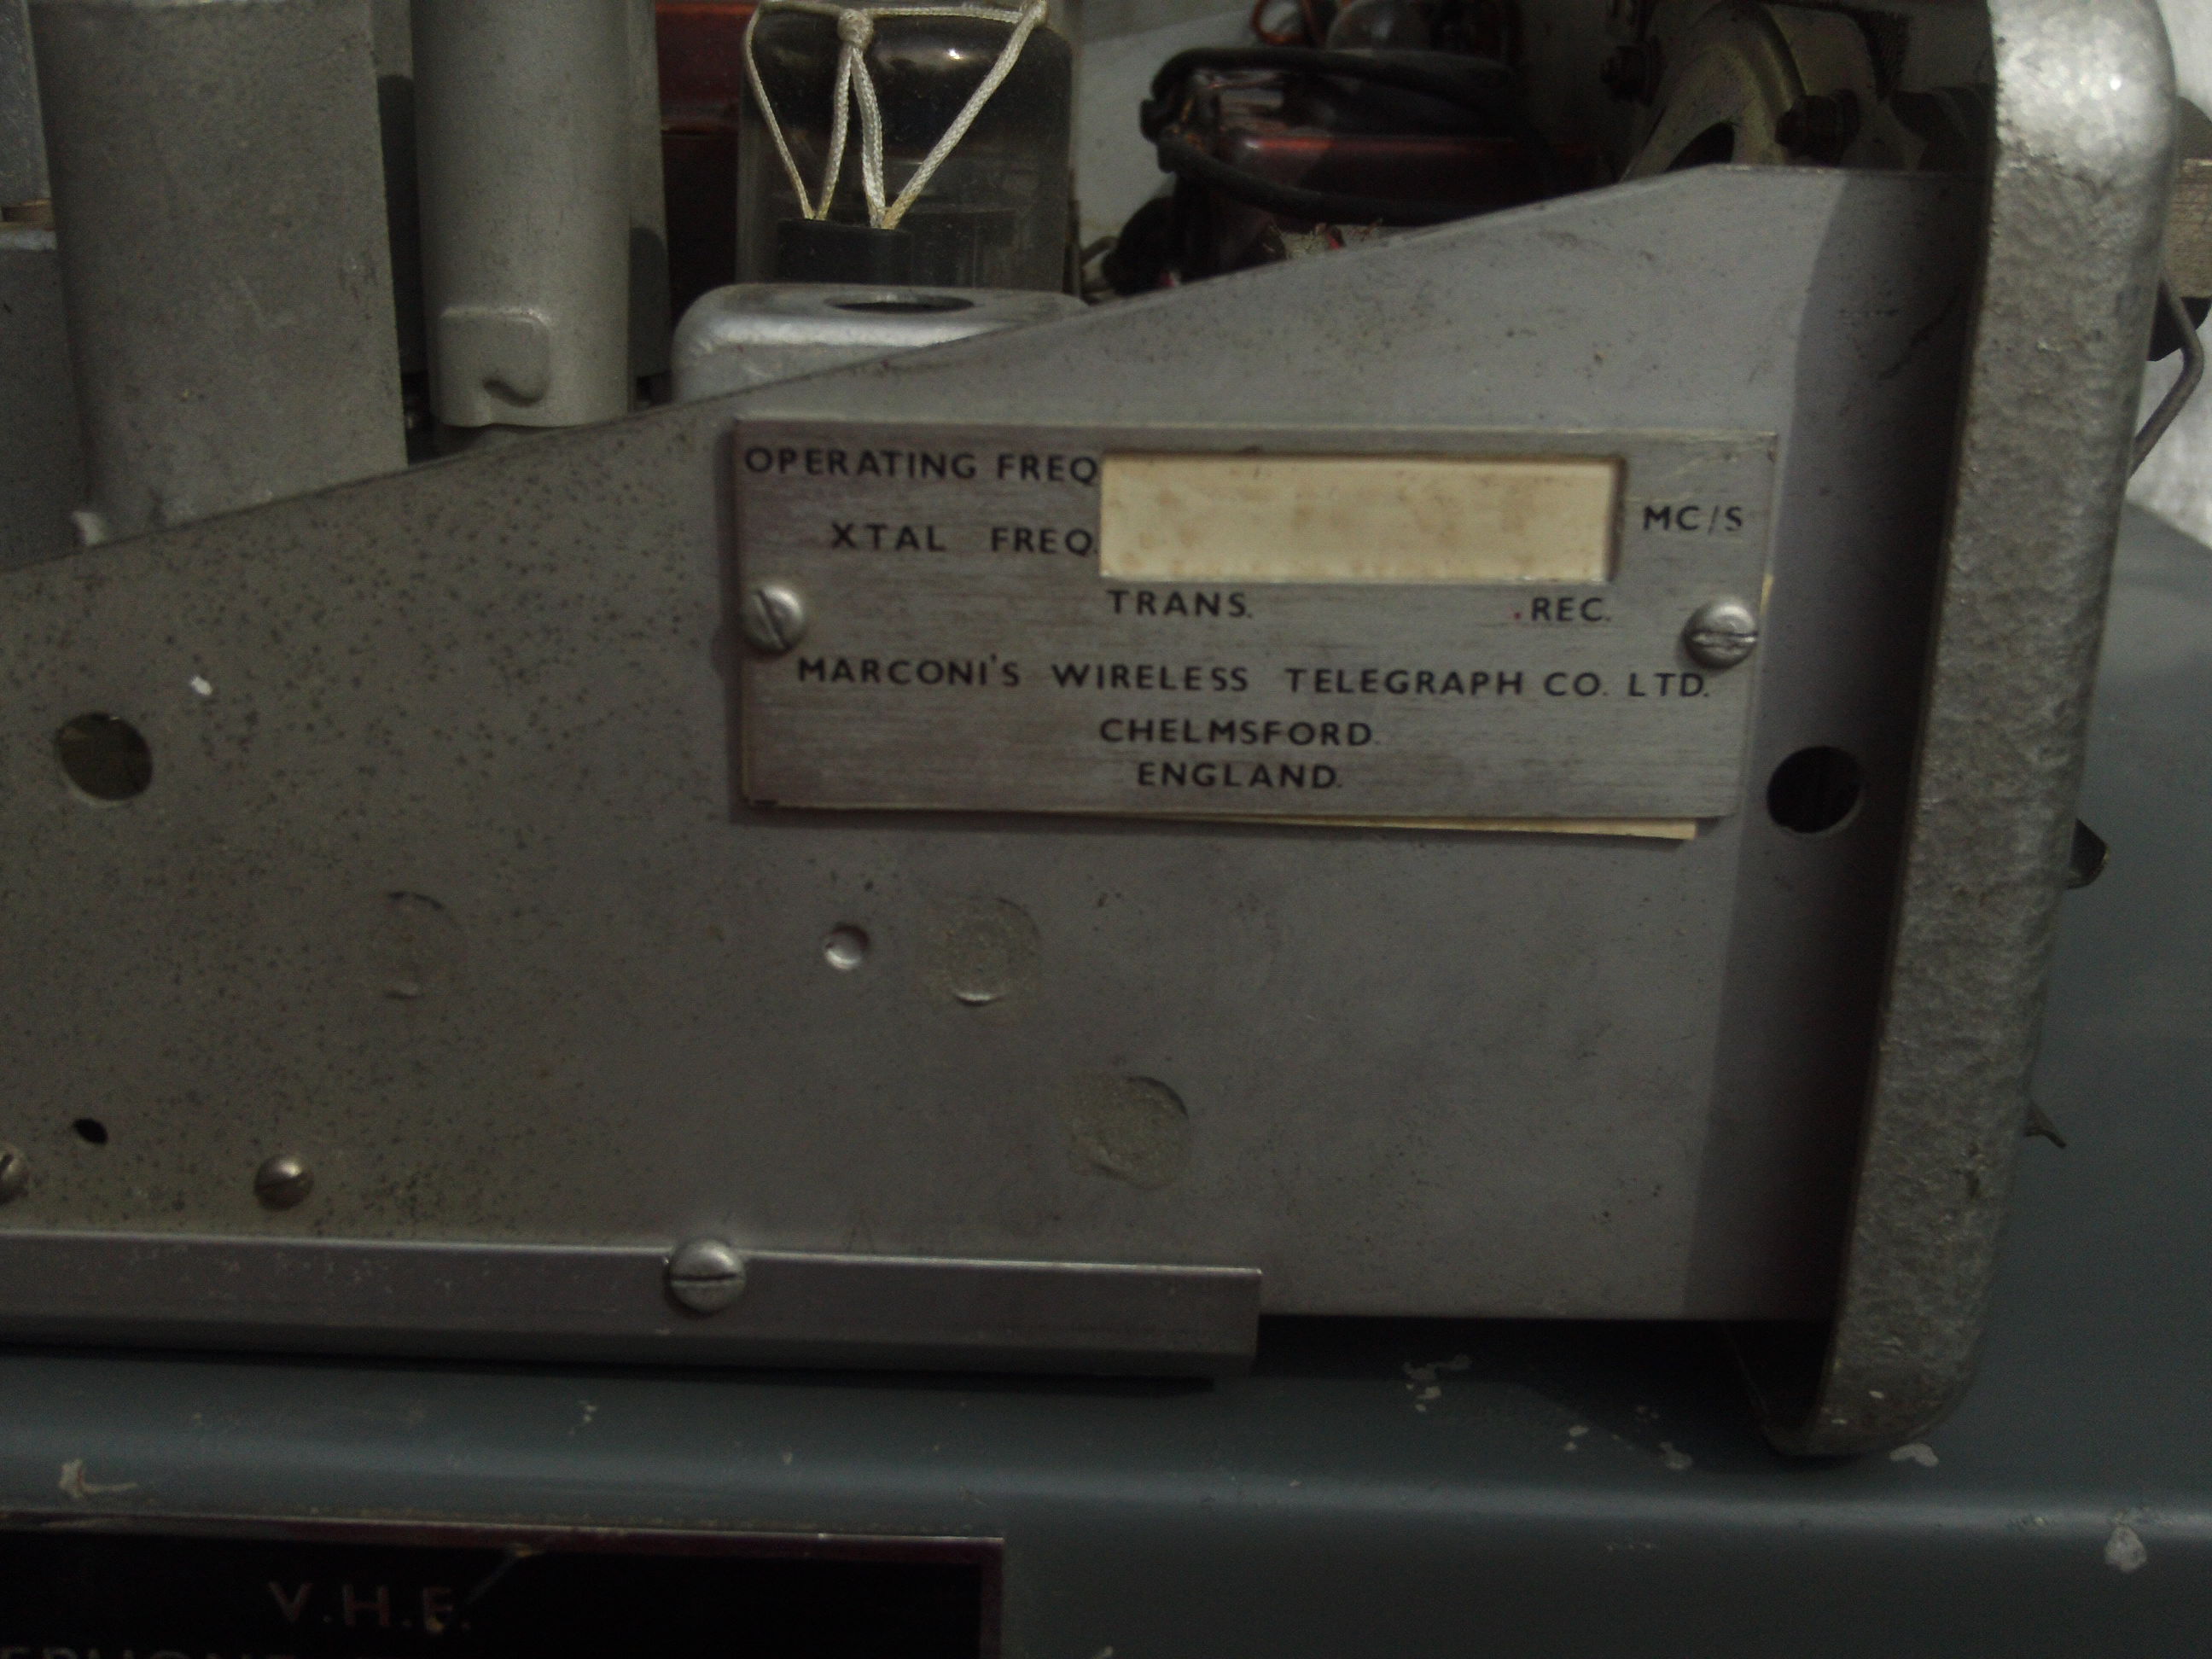 OPERATING FREQ.
XTAL FREQ.
MC/S
TRANS. .REC.
MARCONI'S WIRELESS TELEGRAPH CO. LTD.
CHELMSFORD.
ENGLAND.
V.H.F.